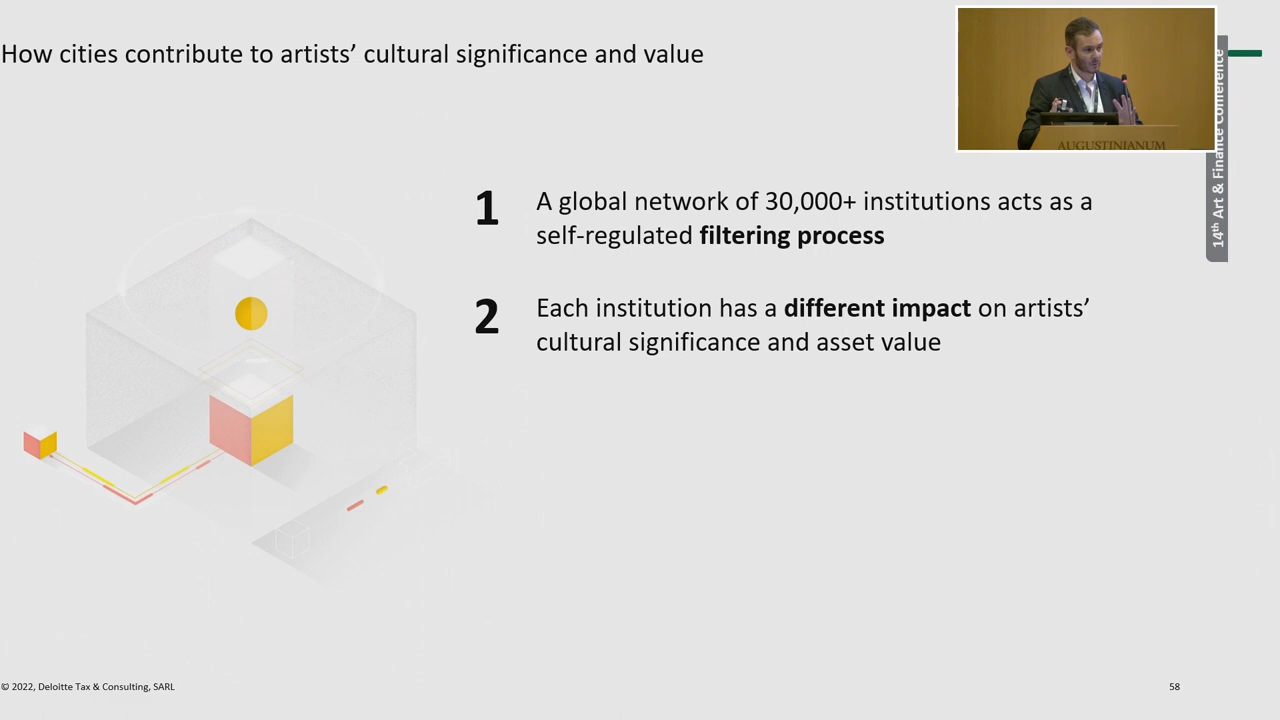 How cities contribute to artists’ cultural significance and value
AUGUSTINIANUM
14th Art & Finance Conference
1
A global network of 30,000+ institutions acts as a
self-regulated filtering process
2
Each institution has a different impact on artists’
cultural significance and asset value
© 2022, Deloitte Tax & Consulting, SARL
58